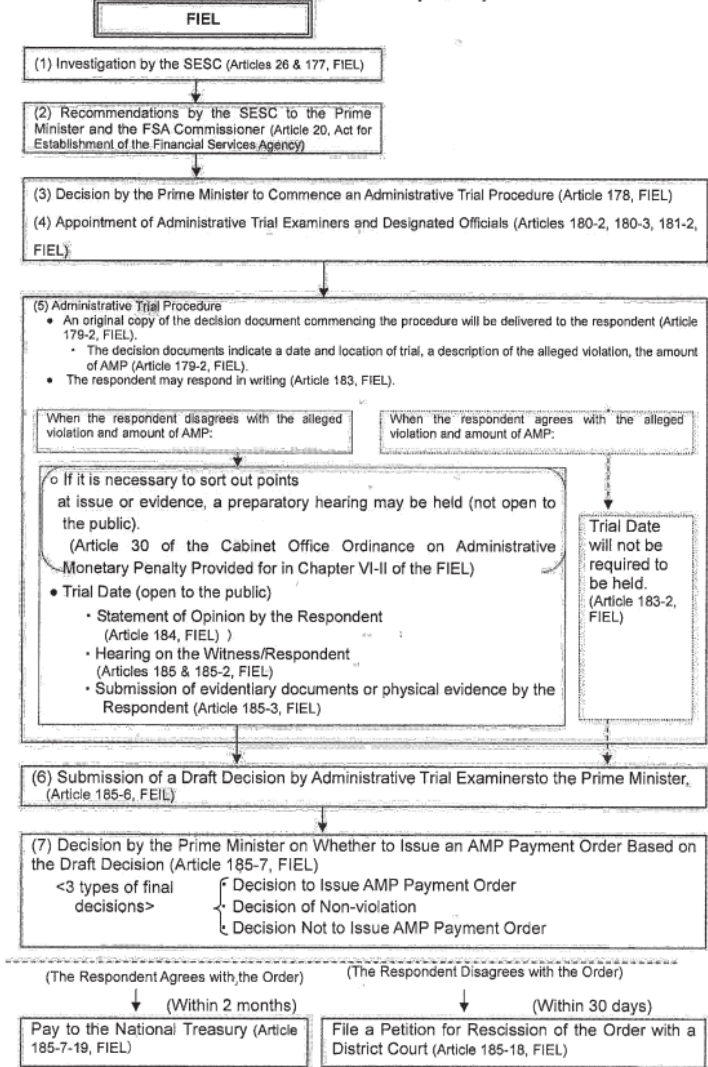 FIEL
(1) Investigation by the SESC (Articles 26 & 177, FIEL)
(2) Recommendations by the SESC to the Prime
Minister and the FSA Commissioner (Article 20, Act for
Establishment of the Financial Services Agency)
(3) Decision by the Prime Minister to Commence an Administrative Trial Procedure (Article 178, FIEL)
(4) Appointment of Administrative Trial Examiners and Designated Officials (Articles 180-2, 180-3, 181-2,
FIEL)
(5) Administrative Trial Procedure
• An original copy of the decision document commencing the procedure will be delivered to the respondent (Article
179-2, FIEL).
・ The decision documents indicate a date and location of trial, a description of the alleged violation, the amount
of AMP (Article 179-2, FIEL).
• The respondent may respond in writing (Article 183, FIEL).
When the respondent disagrees with the alleged
violation and amount of AMP:
When the respondent agrees with the alleged
violation and amount of AMP:
o If it is necessary to sort out points
at issue or evidence, a preparatory hearing may be held (not open to
the public).
(Article 30 of the Cabinet Office Ordinance on Administrative
Monetary Penalty Provided for in Chapter VI-II of the FIEL)
• Trial Date (open to the public)
・ Statement of Opinion by the Respondent
(Article 184, FIEL) )
・ Hearing on the Witness/Respondent
(Articles 185 & 185-2, FIEL)
・ Submission of evidentiary documents or physical evidence by the
Respondent (Article 185-3, FIEL)
Trial Date
will not be
required to
be held.
(Article 183-2,
FIEL)
(6) Submission of a Draft Decision by Administrative Trial Examinersto the Prime Minister,
(Article 185-6, FEIL)
(7) Decision by the Prime Minister on Whether to Issue an AMP Payment Order Based on
the Draft Decision (Article 185-7, FIEL)
<3 types of final
decisions>
・ Decision to Issue AMP Payment Order
・ Decision of Non-violation
・ Decision Not to Issue AMP Payment Order
(The Respondent Agrees with the Order)
(The Respondent Disagrees with the Order)
(Within 2 months)
(Within 30 days)
Pay to the National Treasury (Article
185-7-19, FIEL)
File a Petition for Rescission of the Order with a
District Court (Article 185-18, FIEL)